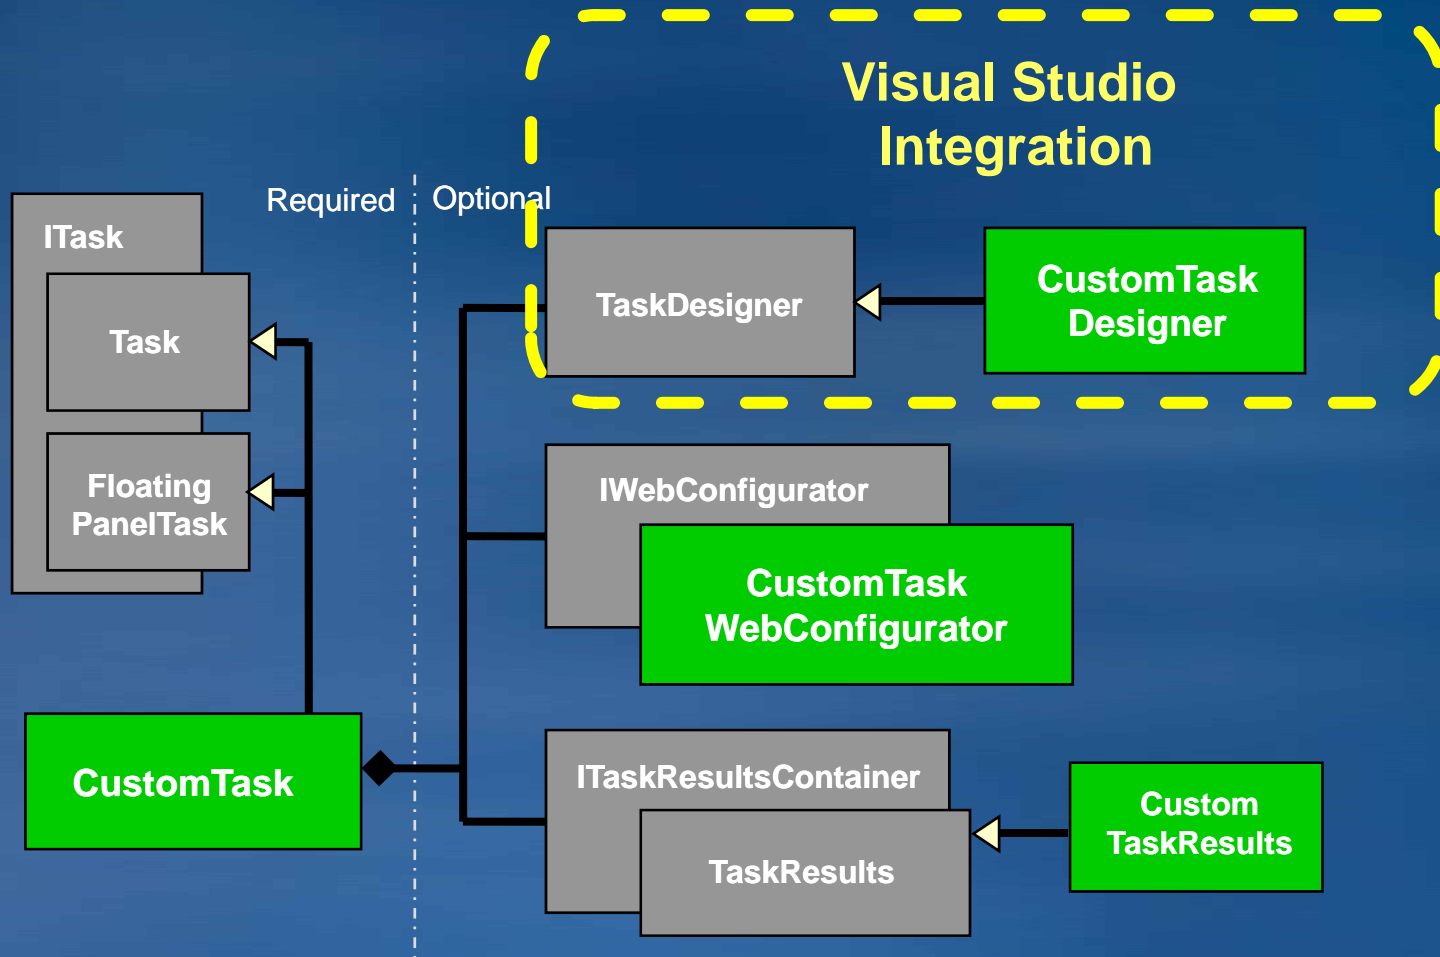 Visual Studio
Integration
Required
Optional
ITask
Task
Floating
PanelTask
CustomTask
TaskDesigner
CustomTask
Designer
IWebConfigurator
CustomTask
WebConfigurator
ITaskResultsContainer
TaskResults
Custom
TaskResults